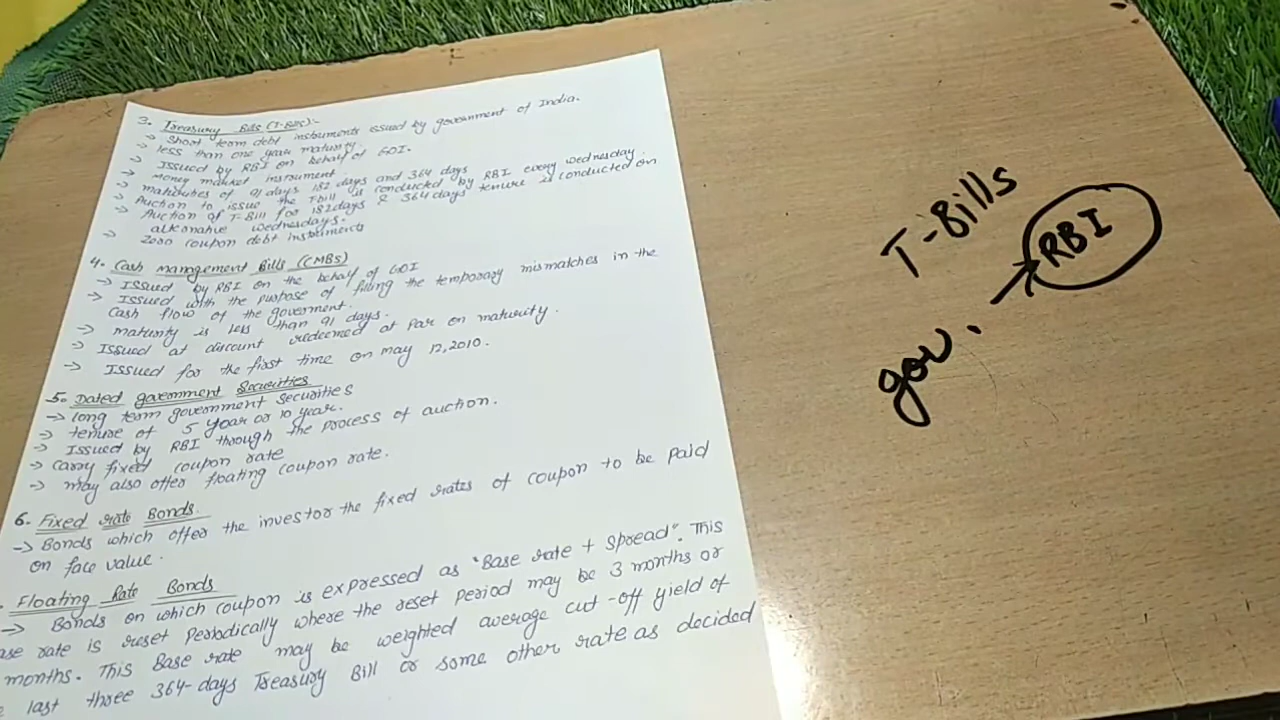 3. Treasury Bills (T-Bills):-
→ Short term debt instruments issued by government of India.
→ less than one year maturity.
→ Issued by RBI on behalf of GOI.
→ Money market instrument.
→ maturities of 91 days 182 days and 364 days
→ Auction to issue the T-bill is conducted by RBI every wednesday.
→ Auction of T-Bill for 182 days & 364 days tenure is conducted on
alternative wednesdays.
→ Zero coupon debt instruments
4. Cash management Bills (CMBs)
→ Issued by RBI on the behalf of GOI
→ Issued with the purpose of filling the temporary mismatches in the
Cash flow of the goverment.
→ maturity is less than 91 days.
→ Issued at discount redeemed at par on maturity.
→ Issued for the first time on may 12, 2010.
5. Dated government Securities
→ long term government securities
→ tenure of 5 year or 10 year.
→ Issued by RBI through the process of auction.
→ Carry fixed coupon rate
→ may also offer floating coupon rate.
6. Fixed rate Bonds.
→ Bonds which offer the investor the fixed rates of coupon to be paid
on face value.
Floating Rate Bonds
→ Bonds on which coupon is expressed as "Base rate + spread". This
rate is reset periodically where the reset period may be 3 months or
months. This Base rate may be weighted average cut-off yield of
last three 364-days Treasury Bill or some other rate as decided
T-Bills
gov. → RBI